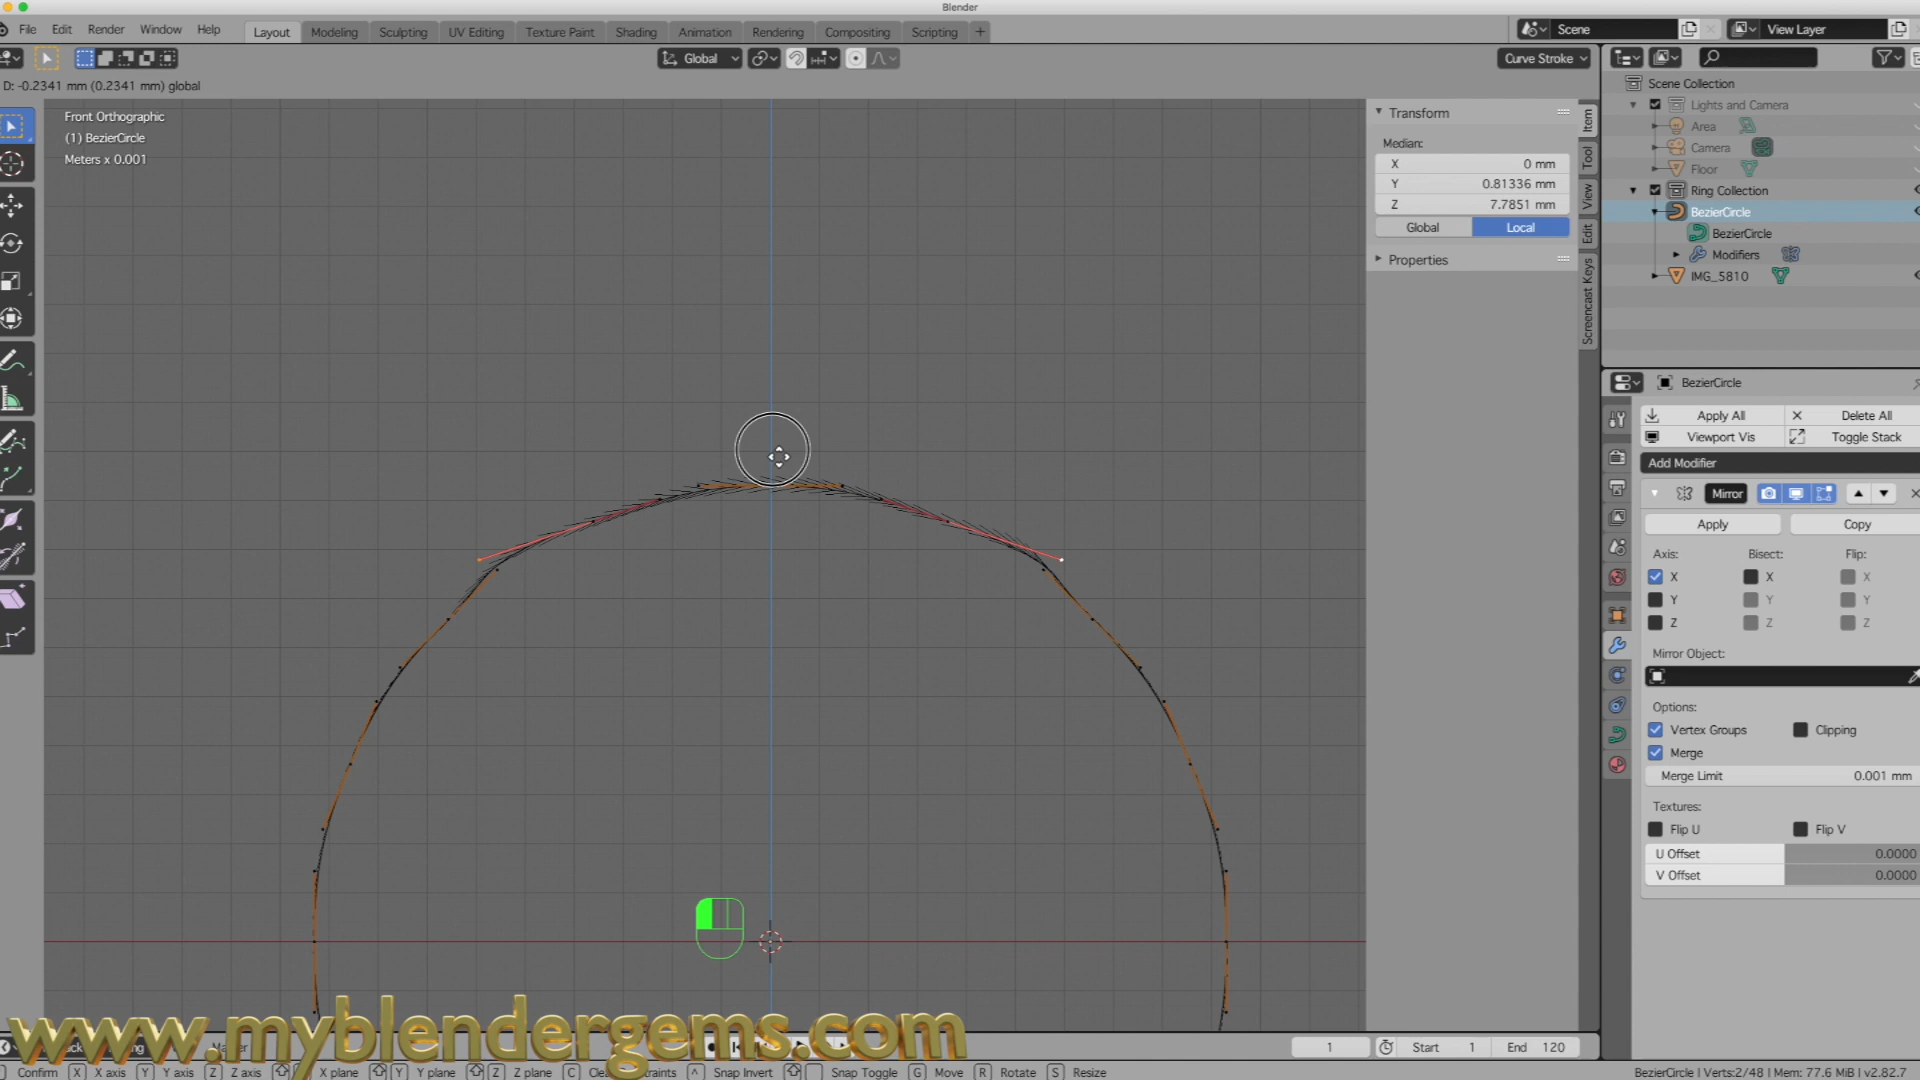 Blender
File Edit Render Window Help Layout Modeling Sculpting UV Editing Texture Paint Shading Animation Rendering Compositing Scripting + Scene View Layer
Global Curve Stroke
D: -0.2341 mm (0.2341 mm) global
Front Orthographic
(1) BezierCircle
Meters x 0.001
Transform
Median:
X 0 mm
Y 0.81336 mm
Z 7.7851 mm
Global Local
Properties
Item
Tool
View
Edit
Screencast Keys
Scene Collection
Lights and Camera
Area
Camera
Floor
Ring Collection
BezierCircle
BezierCircle
Modifiers
IMG_5810
BezierCircle
Apply All Delete All
Viewport Vis Toggle Stack
Add Modifier
Mirror
Apply Copy
Axis: Bisect: Flip:
X X X
Y Y Y
Z Z Z
Mirror Object:
Options:
Vertex Groups Clipping
Merge
Merge Limit 0.001 mm
Textures:
Flip U Flip V
U Offset 0.0000
V Offset 0.0000
www.myblendergems.com
1 Start 1 End 120
Confirm X X axis Y Y axis Z Z axis X X plane Y Y plane Z Z plane C Snap Invert Snap Toggle G Move R Rotate S Resize
BezierCircle | Verts:2/48 | Mem: 77.6 MiB | v2.82.7